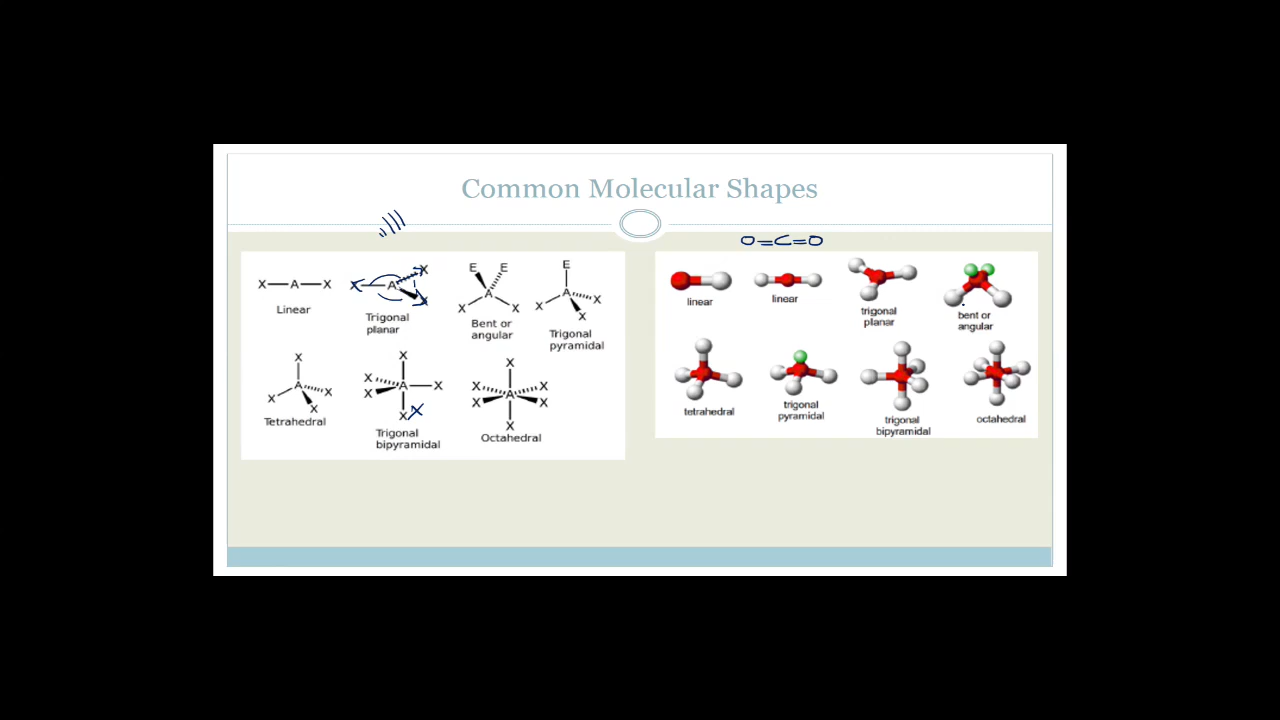 Common Molecular Shapes
O=C=O
X A X
Linear
X A X X
Trigonal
planar
E E
A
X X
Bent or
angular
E
A X
X X
Trigonal
pyramidal
X
A
X X
X
Tetrahedral
X
X A X
X
X X
Trigonal
bipyramidal
X
X X
A
X X
X
Octahedral
linear
linear
trigonal
planar
bent or
angular
tetrahedral
trigonal
pyramidal
trigonal
bipyramidal
octahedral